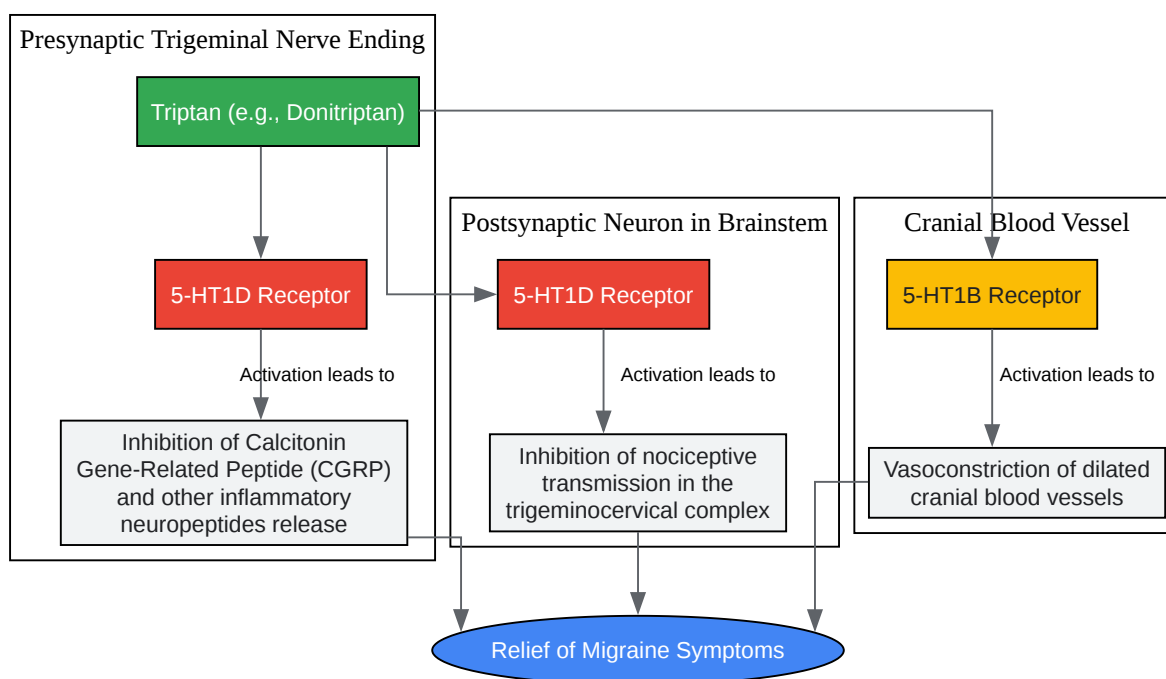 Presynaptic Trigeminal Nerve Ending
Triptan (e.g., Donitriptan)
5-HT1D Receptor
Activation leads to
Inhibition of Calcitonin
Gene-Related Peptide (CGRP)
and other inflammatory
neuropeptides release
Postsynaptic Neuron in Brainstem
5-HT1D Receptor
Activation leads to
Inhibition of nociceptive
transmission in the
trigeminocervical complex
Cranial Blood Vessel
5-HT1B Receptor
Activation leads to
Vasoconstriction of dilated
cranial blood vessels
Relief of Migraine Symptoms